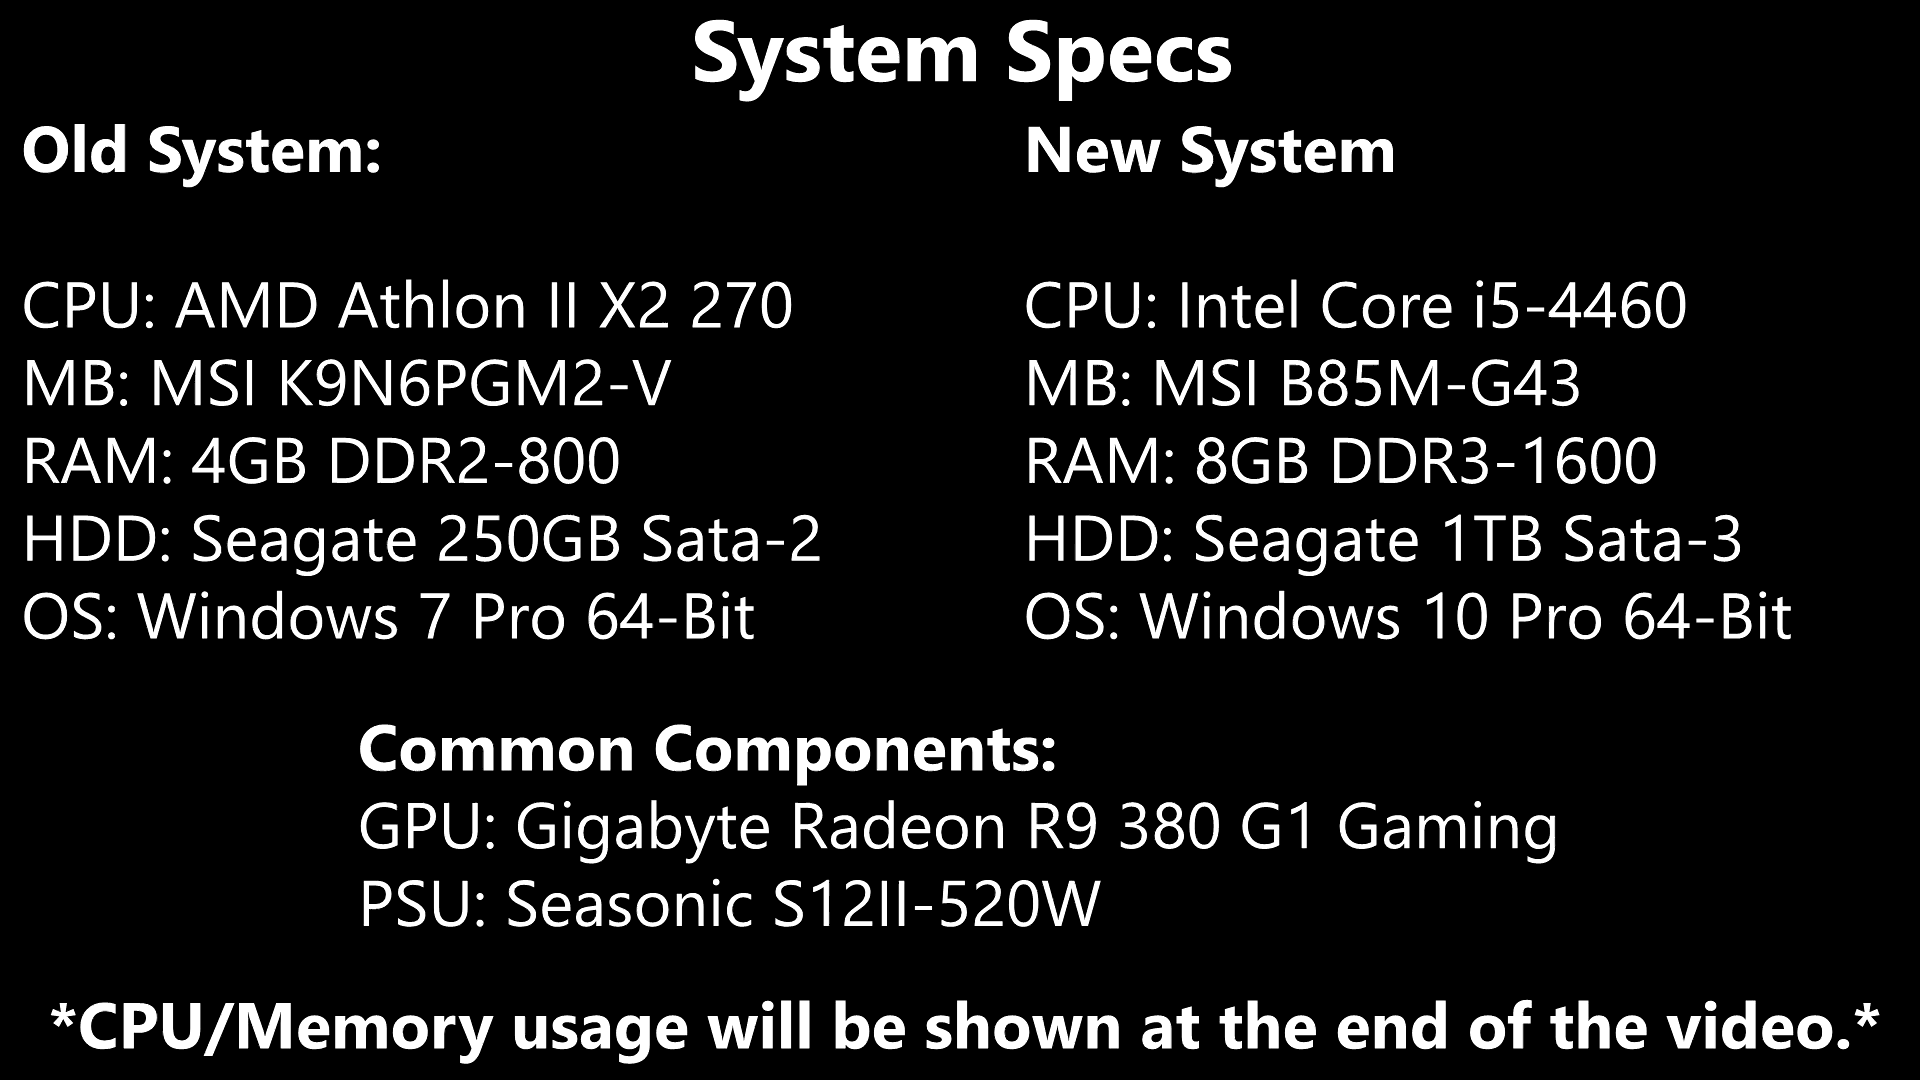 System Specs
Old System:
CPU: AMD Athlon II X2 270
MB: MSI K9N6PGM2-V
RAM: 4GB DDR2-800
HDD: Seagate 250GB Sata-2
OS: Windows 7 Pro 64-Bit
New System
CPU: Intel Core i5-4460
MB: MSI B85M-G43
RAM: 8GB DDR3-1600
HDD: Seagate 1TB Sata-3
OS: Windows 10 Pro 64-Bit
Common Components:
GPU: Gigabyte Radeon R9 380 G1 Gaming
PSU: Seasonic S12II-520W
*CPU/Memory usage will be shown at the end of the video.*